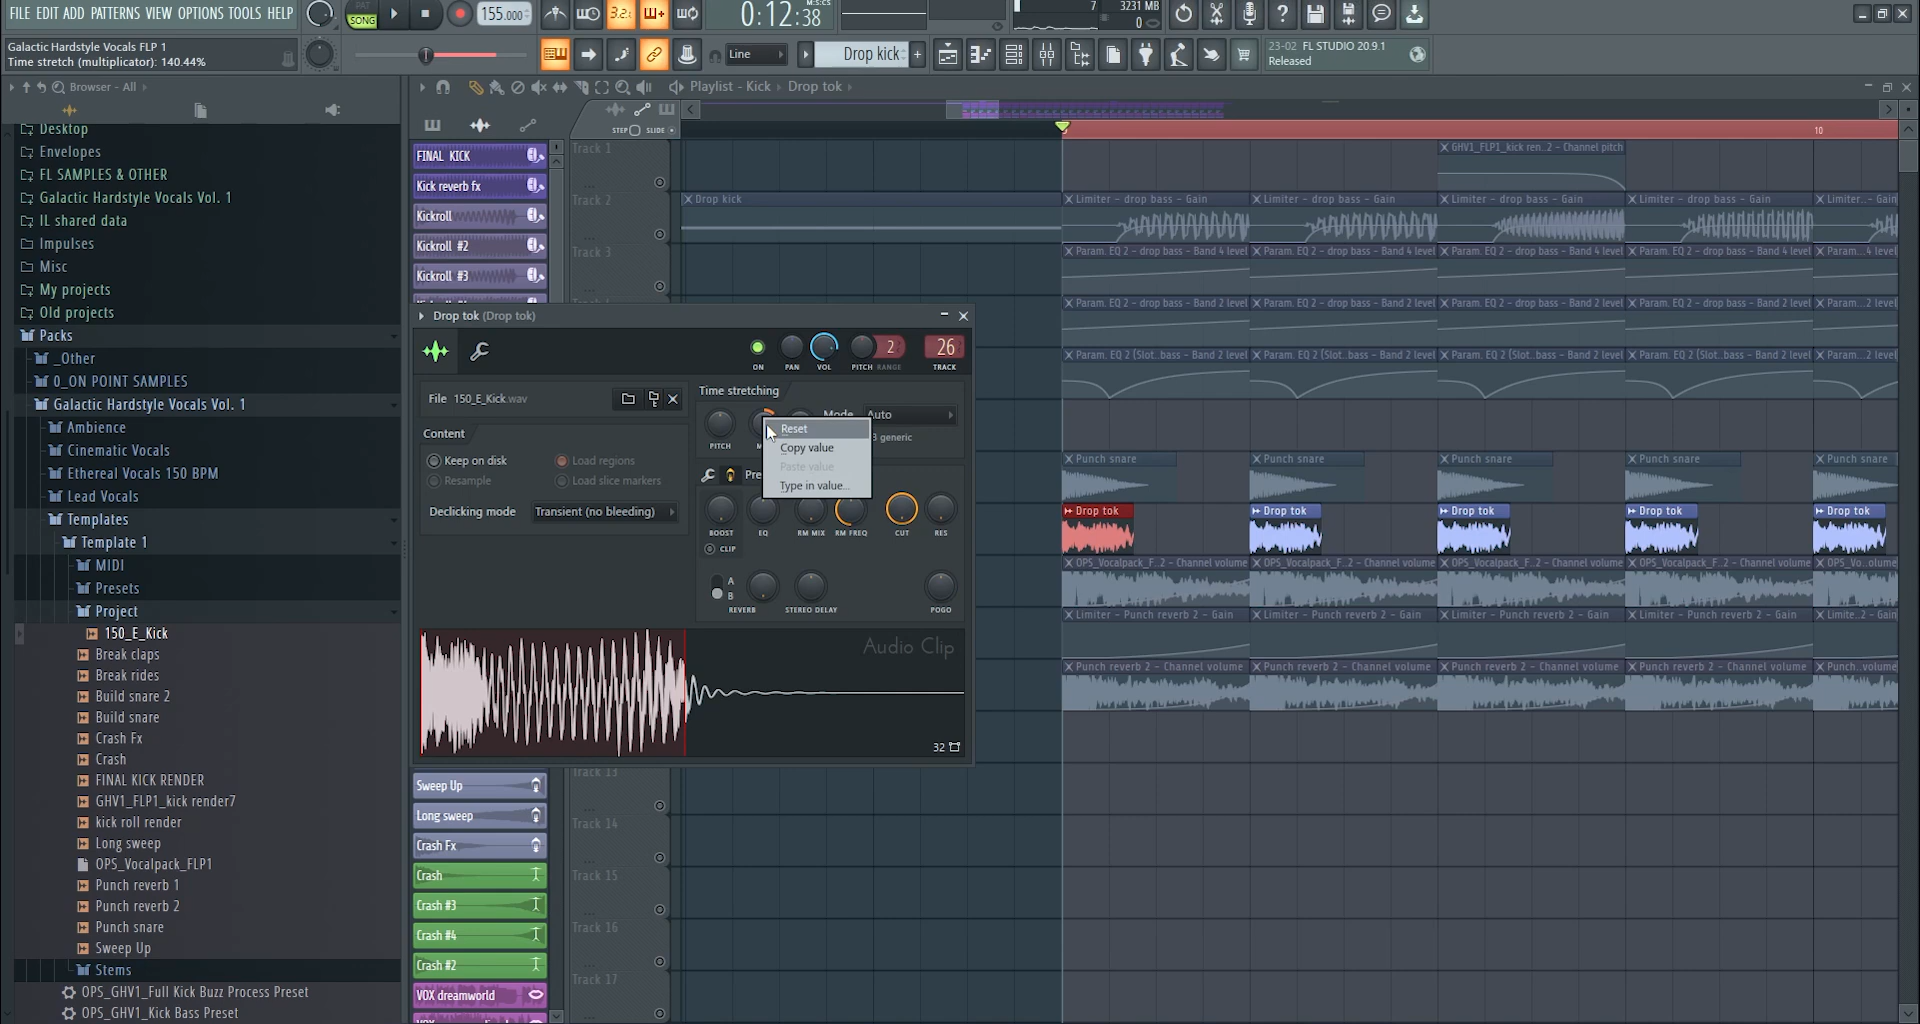 FILE EDIT ADD PATTERNS VIEW OPTIONS TOOLS HELP
PAT
SONG
155.000
3.2.
0:12:38
M:S:CS
7
3231 MB
0
Galactic Hardstyle Vocals FLP 1
Time stretch (multiplicator): 140.44%
Line
Drop kick
23-02 FL STUDIO 20.9.1
Released
Browser - All
Playlist - Kick › Drop tok ›
STEP SLIDE
10
Desktop
Envelopes
FL SAMPLES & OTHER
Galactic Hardstyle Vocals Vol. 1
IL shared data
Impulses
Misc
My projects
Old projects
Packs
_Other
0_ON POINT SAMPLES
Galactic Hardstyle Vocals Vol. 1
Ambience
Cinematic Vocals
Ethereal Vocals 150 BPM
Lead Vocals
Templates
Template 1
MIDI
Presets
Project
150_E_Kick
Break claps
Break rides
Build snare 2
Build snare
Crash Fx
Crash
FINAL KICK RENDER
GHV1_FLP1_kick render7
kick roll render
Long sweep
OPS_Vocalpack_FLP1
Punch reverb 1
Punch reverb 2
Punch snare
Sweep Up
Stems
OPS_GHV1_Full Kick Buzz Process Preset
OPS_GHV1_Kick Bass Preset
FINAL KICK
Kick reverb fx
Kickroll
Kickroll #2
Kickroll #3
Drop tok (Drop tok)
ON PAN VOL PITCH RANGE TRACK
2
26
File 150_E_Kick.wav
Time stretching
PITCH
Mode Auto
generic
Reset
Copy value
Paste value
Type in value...
Content
Keep on disk
Load regions
Resample
Load slice markers
Declicking mode Transient (no bleeding)
BOOST EQ RM MIX RM FREQ CUT RES
CLIP
A
B
REVERB STEREO DELAY POGO
Audio Clip
32
Sweep Up
Long sweep
Crash Fx
Crash
Crash #3
Crash #4
Crash #2
VOX dreamworld
Track 1
Track 2
Track 3
Track 13
Track 14
Track 15
Track 16
Track 17
GHV1_FLP1_kick ren..2 - Channel pitch
Drop kick
Limiter - drop bass - Gain
Limiter - drop bass - Gain
Limiter - drop bass - Gain
Limiter - drop bass - Gain
Limiter..- Gain
Param. EQ 2 - drop bass - Band 4 level
Param. EQ 2 - drop bass - Band 4 level
Param. EQ 2 - drop bass - Band 4 level
Param. EQ 2 - drop bass - Band 4 level
Param... 4 level
Param. EQ 2 - drop bass - Band 2 level
Param. EQ 2 - drop bass - Band 2 level
Param. EQ 2 - drop bass - Band 2 level
Param. EQ 2 - drop bass - Band 2 level
Param...2 level
Param. EQ 2 (Slot..bass - Band 2 level
Param. EQ 2 (Slot..bass - Band 2 level
Param. EQ 2 (Slot..bass - Band 2 level
Param. EQ 2 (Slot..bass - Band 2 level
Param...2 level
Punch snare
Punch snare
Punch snare
Punch snare
Punch snare
Drop tok
Drop tok
Drop tok
Drop tok
Drop tok
OPS_Vocalpack_F..2 - Channel volume
OPS_Vocalpack_F..2 - Channel volume
OPS_Vocalpack_F..2 - Channel volume
OPS_Vocalpack_F..2 - Channel volume
OPS_Vo..olume
Limiter - Punch reverb 2 - Gain
Limiter - Punch reverb 2 - Gain
Limiter - Punch reverb 2 - Gain
Limiter - Punch reverb 2 - Gain
Limite..2 - Gain
Punch reverb 2 - Channel volume
Punch reverb 2 - Channel volume
Punch reverb 2 - Channel volume
Punch reverb 2 - Channel volume
Punch..volume